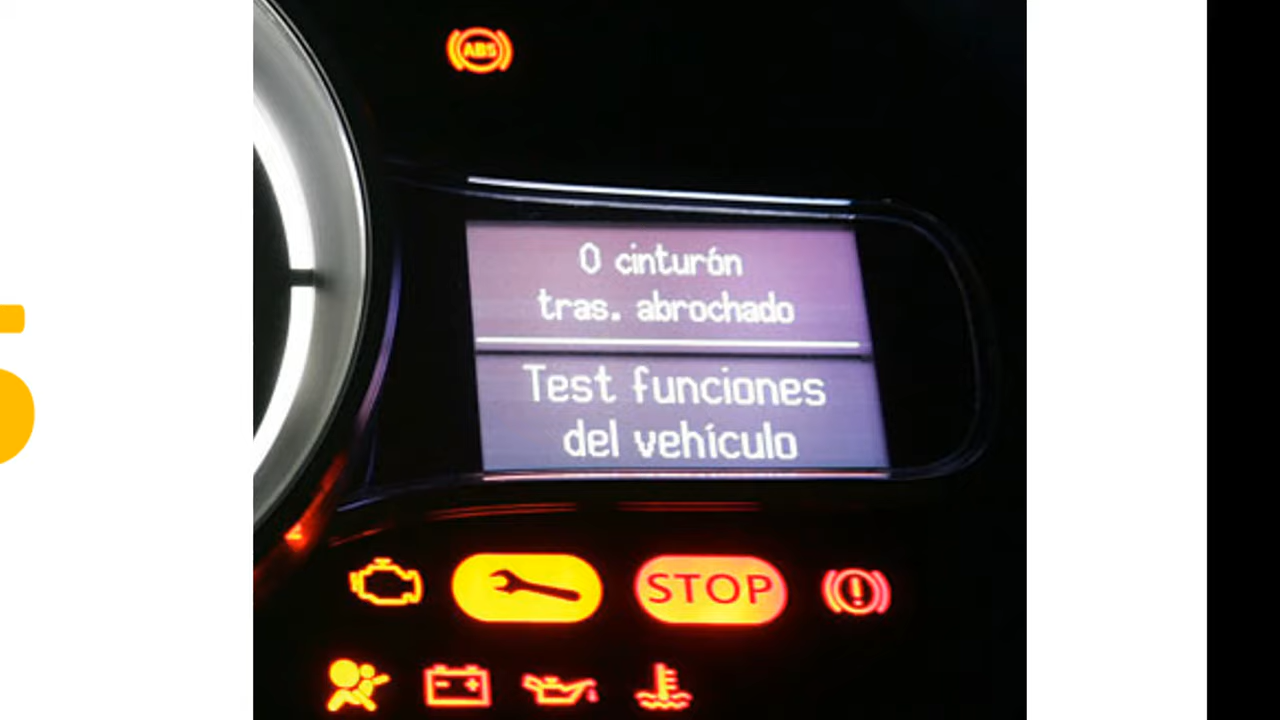 ABS
0 cinturón
tras. abrochado
Test funciones
del vehículo
STOP